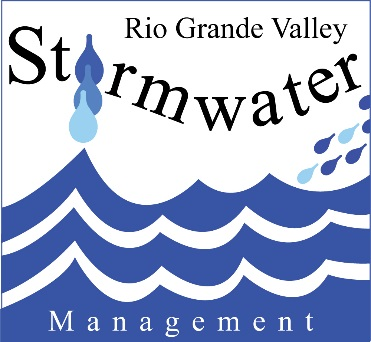 Rio Grande Valley
Stormwater
Management